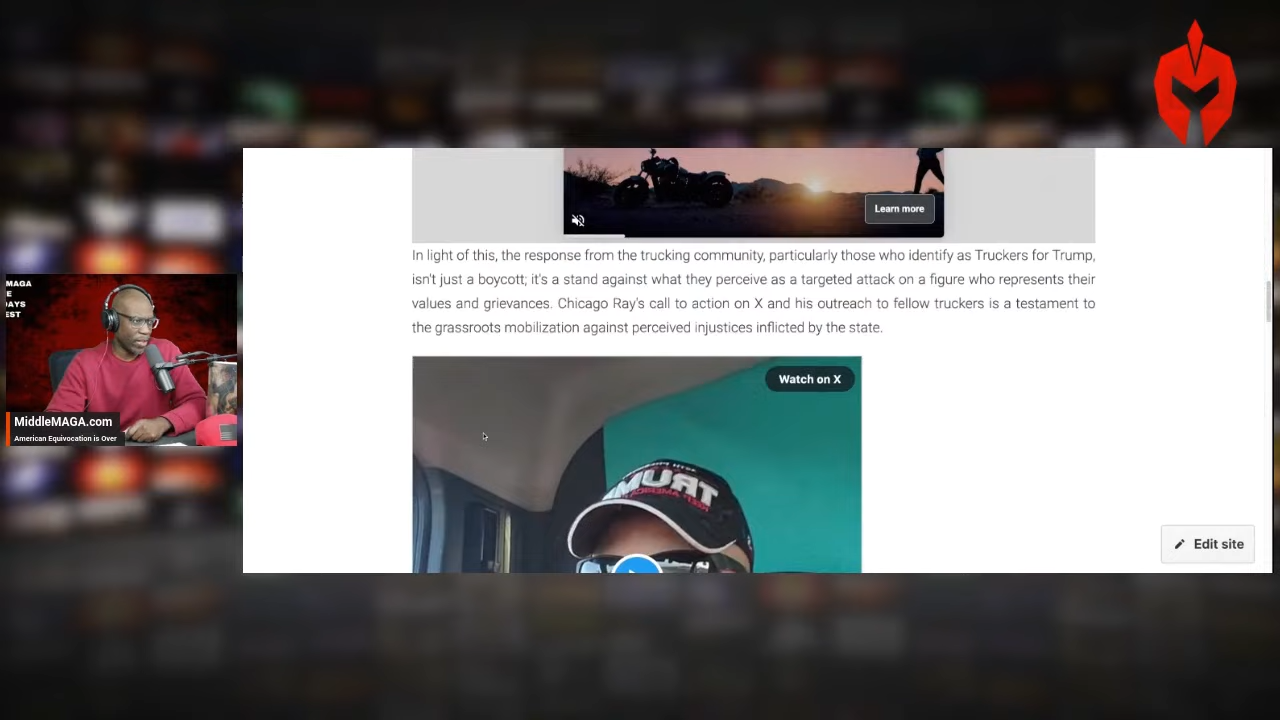 Learn more
In light of this, the response from the trucking community, particularly those who identify as Truckers for Trump,
isn't just a boycott; it's a stand against what they perceive as a targeted attack on a figure who represents their
values and grievances. Chicago Ray's call to action on X and his outreach to fellow truckers is a testament to
the grassroots mobilization against perceived injustices inflicted by the state.
MAGA
E
DAYS
EST
Watch on X
TRUMP
MiddleMAGA.com
American Equivocation is Over
Edit site